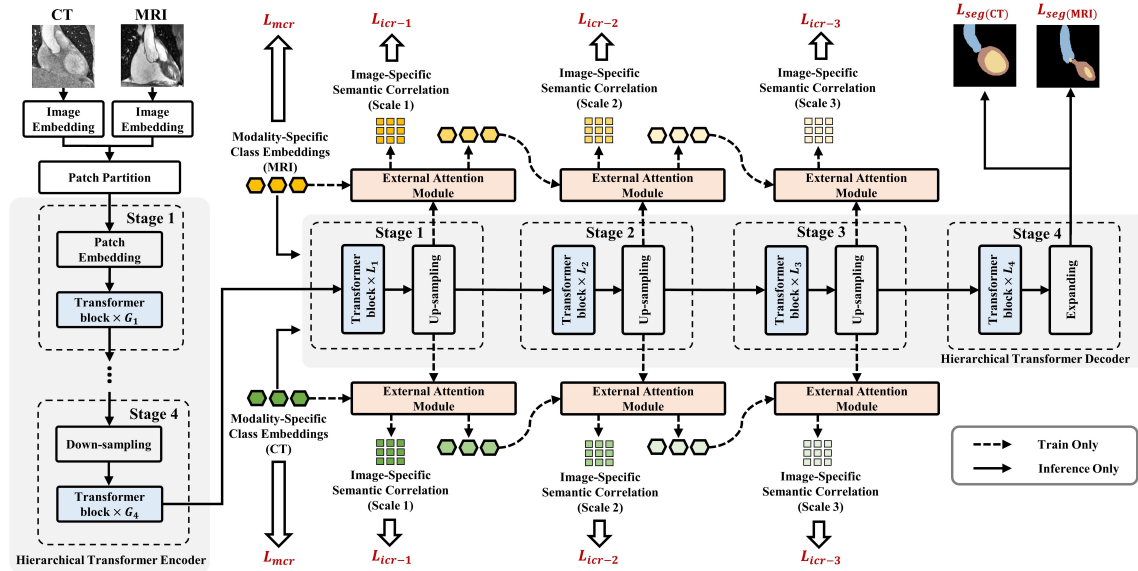 CT
MRI
Image
Embedding
Image
Embedding
Patch Partition
Stage 1
Patch
Embedding
Transformer
block × G1
Stage 4
Down-sampling
Transformer
block × G4
Hierarchical Transformer Encoder
Lmcr
Licr−1
Licr−2
Licr−3
Lseg(CT)
Lseg(MRI)
Image-Specific
Semantic Correlation
(Scale 1)
Image-Specific
Semantic Correlation
(Scale 2)
Image-Specific
Semantic Correlation
(Scale 3)
Modality-Specific
Class Embeddings
(MRI)
External Attention
Module
External Attention
Module
External Attention
Module
Stage 1
Transformer
block × L1
Up-sampling
Stage 2
Transformer
block × L2
Up-sampling
Stage 3
Transformer
block × L3
Up-sampling
Stage 4
Transformer
block × L4
Expanding
Hierarchical Transformer Decoder
External Attention
Module
External Attention
Module
External Attention
Module
Modality-Specific
Class Embeddings
(CT)
Image-Specific
Semantic Correlation
(Scale 1)
Image-Specific
Semantic Correlation
(Scale 2)
Image-Specific
Semantic Correlation
(Scale 3)
Lmcr
Licr−1
Licr−2
Licr−3
Train Only
Inference Only